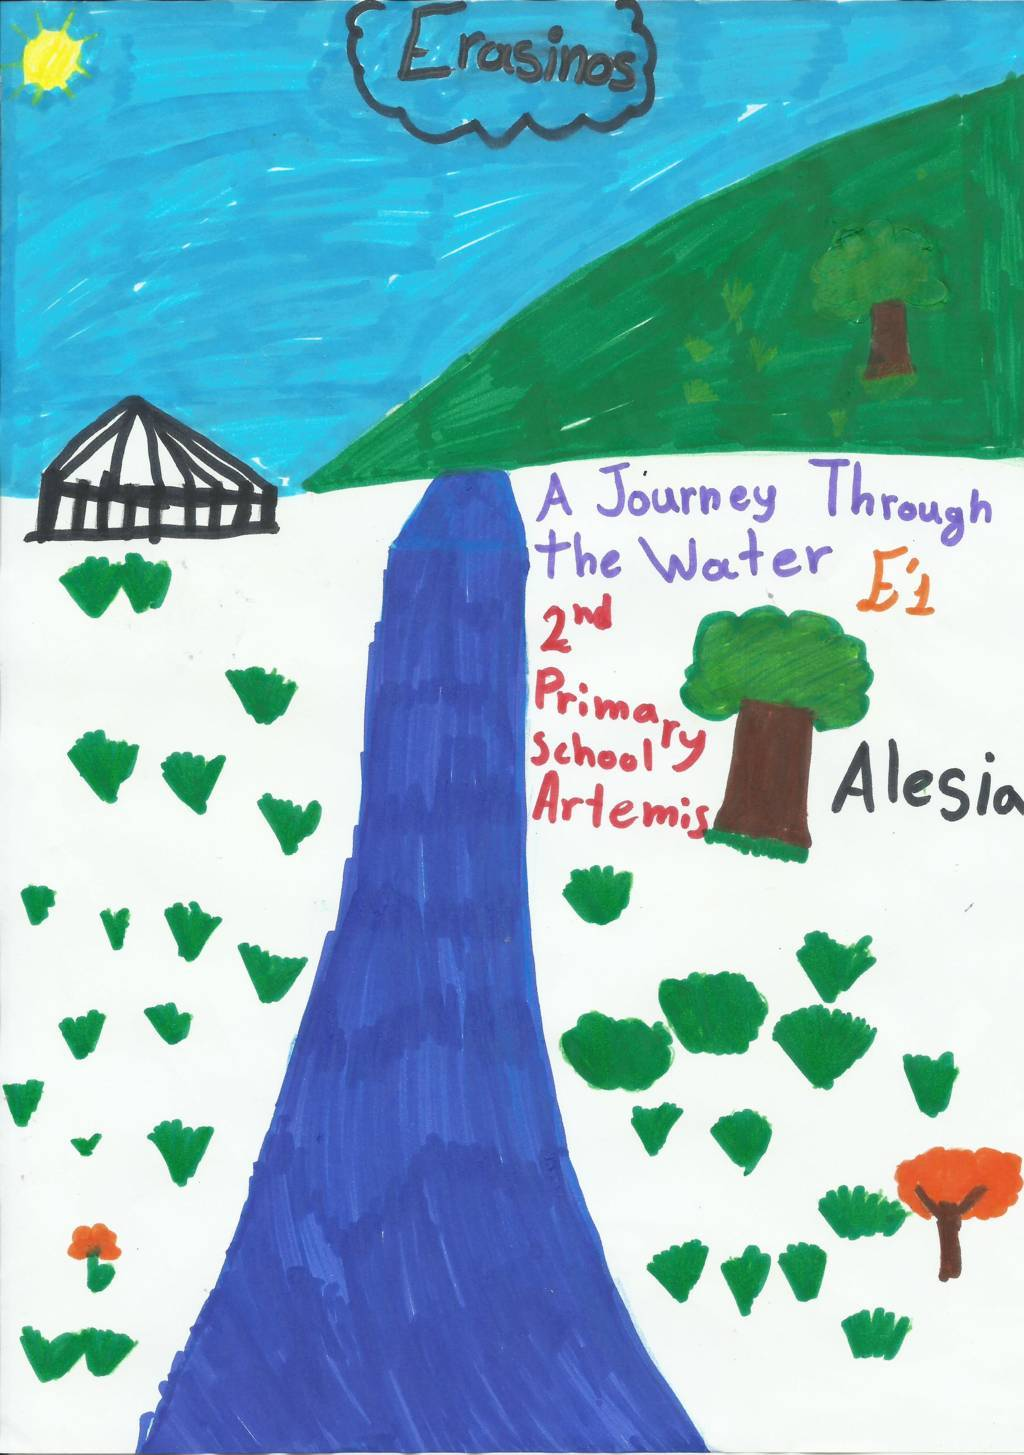 Erasinos
A Journey Through
the Water
E'1
2nd
Primary
school
Artemis
Alesia